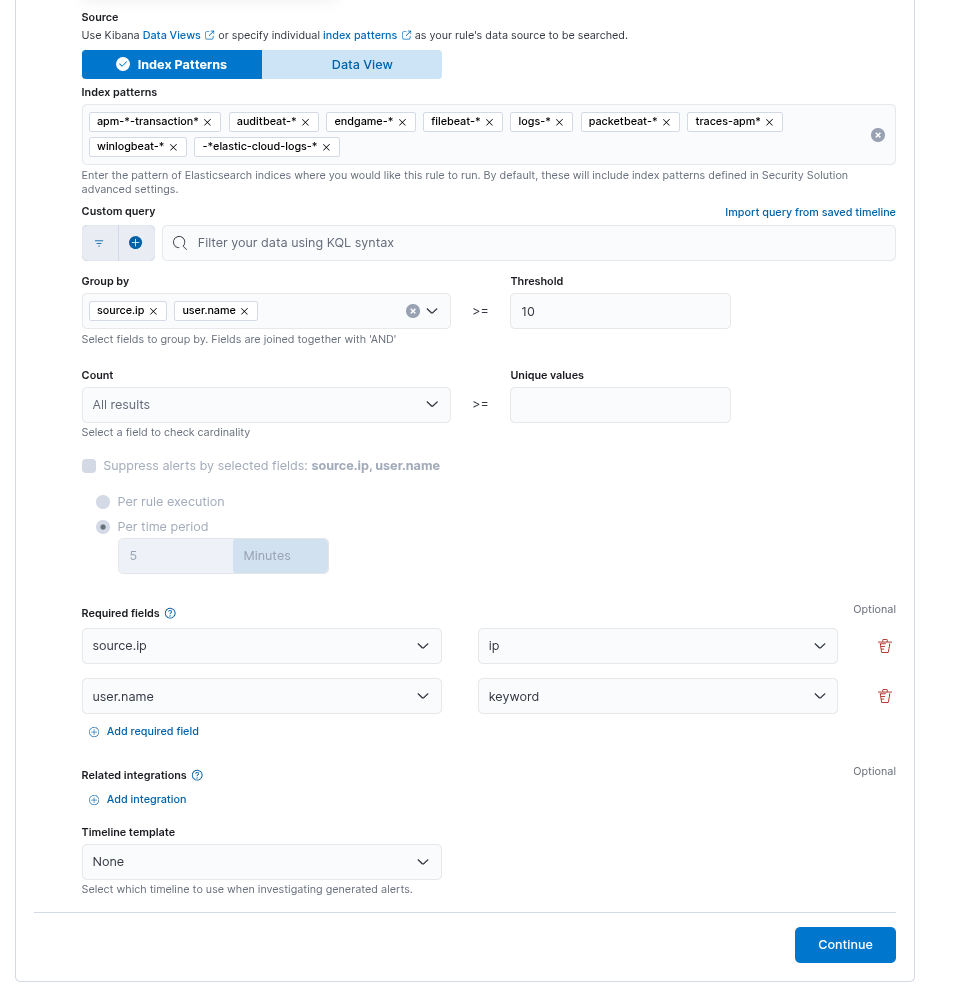 Source
Use Kibana Data Views or specify individual index patterns as your rule's data source to be searched.
Index Patterns Data View
Index patterns
apm-*-transaction* auditbeat-* endgame-* filebeat-* logs-* packetbeat-* traces-apm*
winlogbeat-* -*elastic-cloud-logs-*
Enter the pattern of Elasticsearch indices where you would like this rule to run. By default, these will include index patterns defined in Security Solution
advanced settings.
Custom query Import query from saved timeline
Filter your data using KQL syntax
Group by Threshold
source.ip user.name >= 10
Select fields to group by. Fields are joined together with 'AND'
Count Unique values
All results >=
Select a field to check cardinality
Suppress alerts by selected fields: source.ip, user.name
Per rule execution
Per time period
5 Minutes
Required fields Optional
source.ip ip
user.name keyword
Add required field
Related integrations Optional
Add integration
Timeline template
None
Select which timeline to use when investigating generated alerts.
Continue